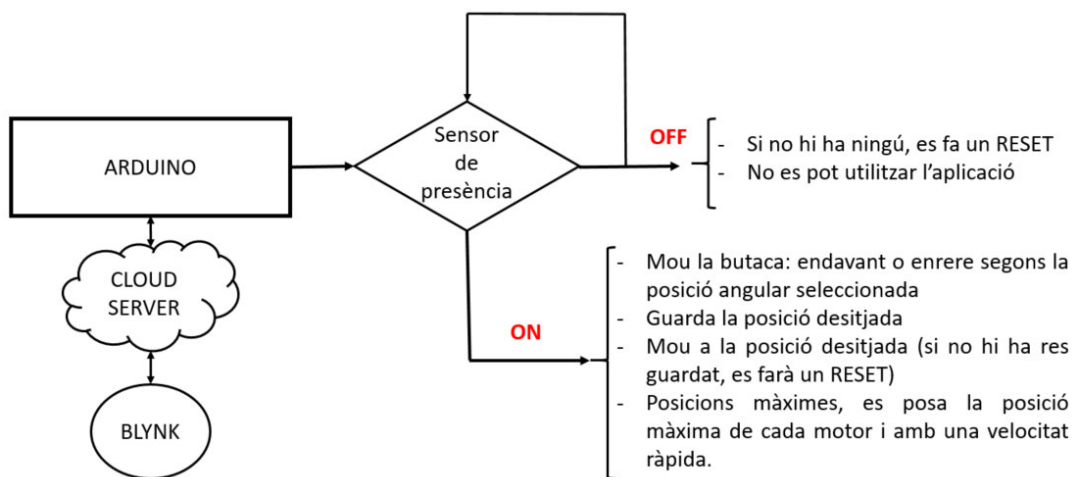 ARDUINO
CLOUD
SERVER
BLYNK
Sensor
de
presència
OFF
- Si no hi ha ningú, es fa un RESET
- No es pot utilitzar l’aplicació
ON
- Mou la butaca: endavant o enrere segons la
posició angular seleccionada
- Guarda la posició desitjada
- Mou a la posició desitjada (si no hi ha res
guardat, es farà un RESET)
- Posicions màximes, es posa la posició
màxima de cada motor i amb una velocitat
ràpida.